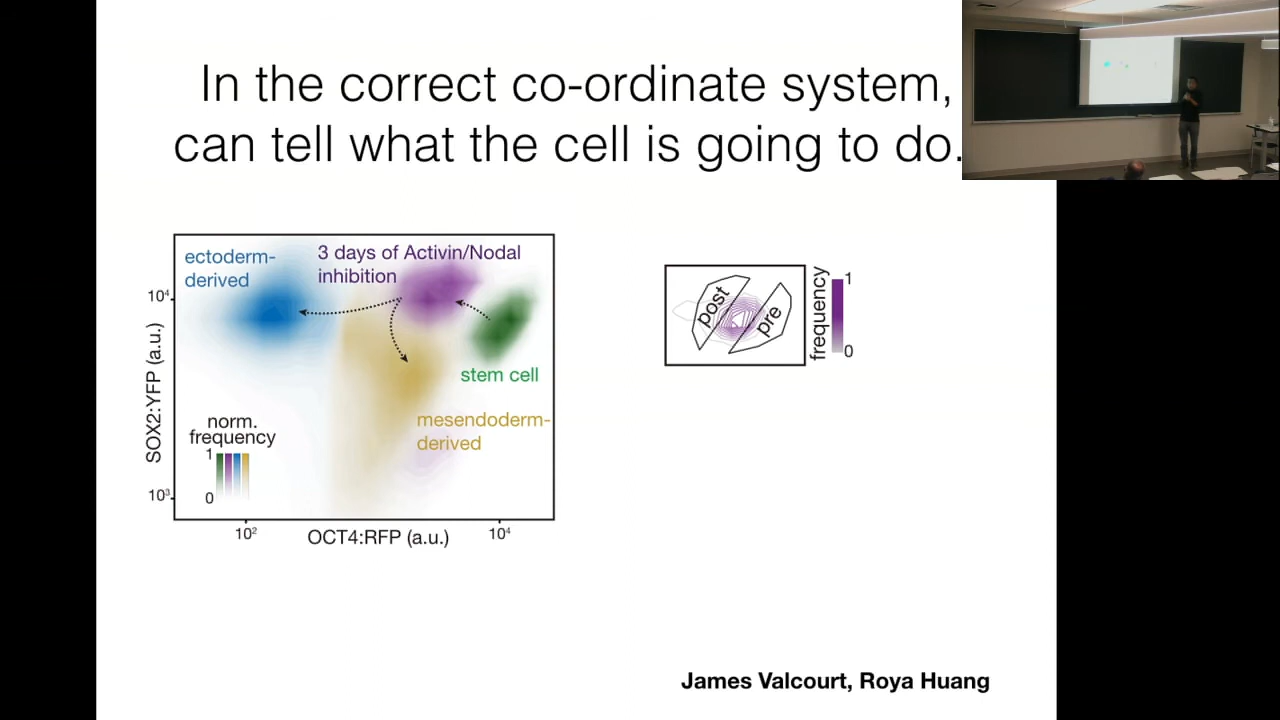 In the correct co-ordinate system,
can tell what the cell is going to do.
ectoderm-
derived
3 days of Activin/Nodal
inhibition
stem cell
mesendoderm-
derived
norm.
frequency
1
0
SOX2:YFP (a.u.)
10⁴
10³
10²
OCT4:RFP (a.u.)
10⁴
post
pre
frequency
1
0
James Valcourt, Roya Huang